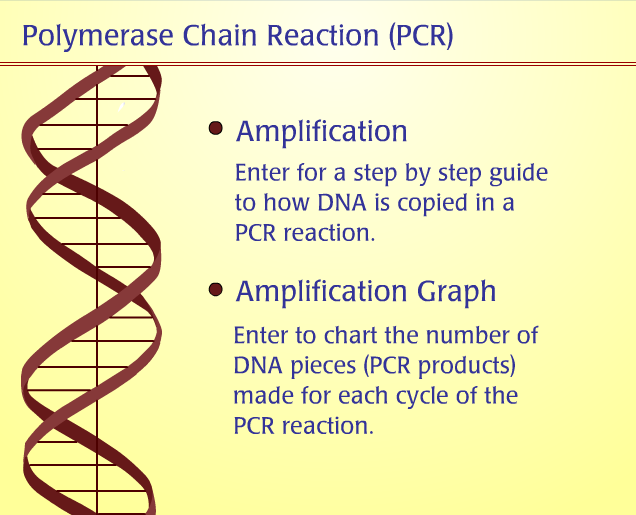 Polymerase Chain Reaction (PCR)
Amplification
Enter for a step by step guide
to how DNA is copied in a
PCR reaction.
Amplification Graph
Enter to chart the number of
DNA pieces (PCR products)
made for each cycle of the
PCR reaction.